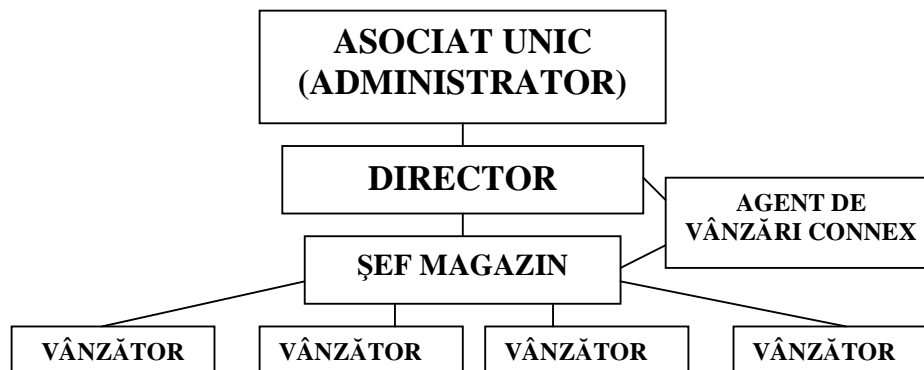 ASOCIAT UNIC
(ADMINISTRATOR)
DIRECTOR
AGENT DE
VÂNZĂRI CONNEX
ŞEF MAGAZIN
VÂNZĂTOR
VÂNZĂTOR
VÂNZĂTOR
VÂNZĂTOR